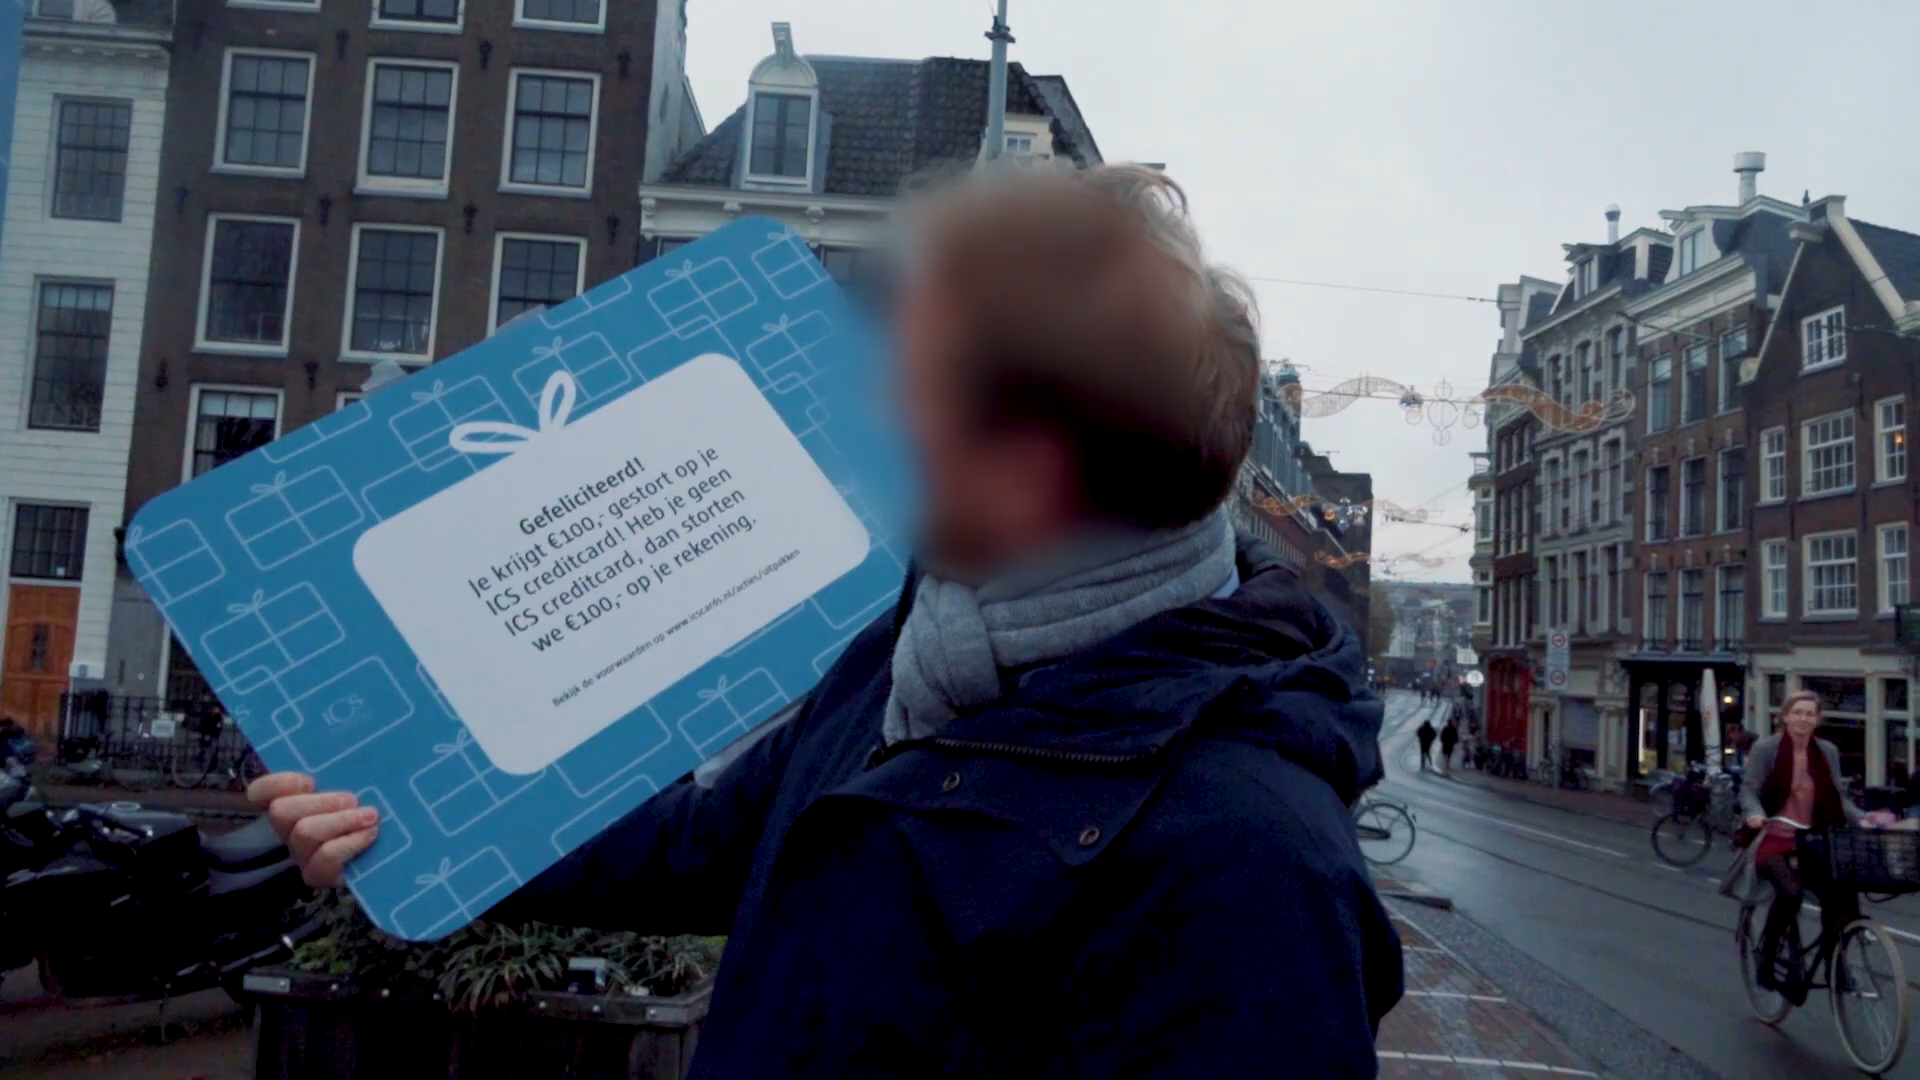 Gefeliciteerd!
Je krijgt €100,- gestort op je
ICS creditcard! Heb je geen
ICS creditcard, dan storten
we €100,- op je rekening.
Bekijk de voorwaarden op www.icscards.nl/acties/uitpakken
ICS